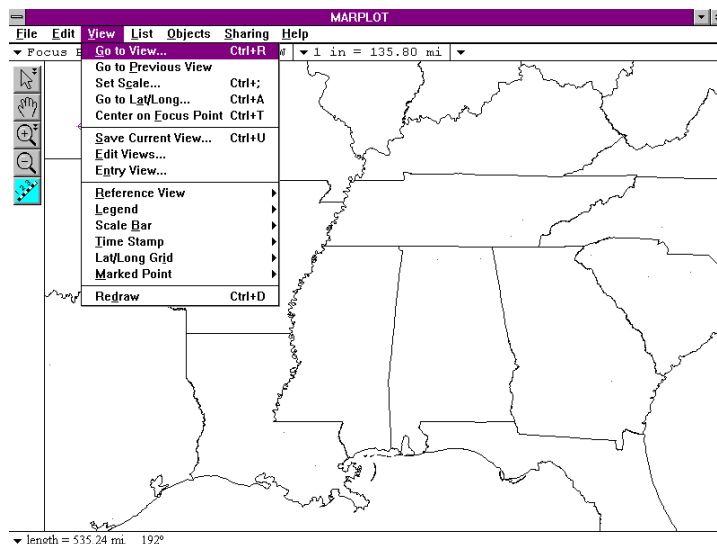 MARPLOT
File Edit View List Objects Sharing Help
1 in = 135.80 mi
Go to View... Ctrl+R
Go to Previous View
Set Scale... Ctrl+;
Go to Lat/Long... Ctrl+A
Center on Focus Point Ctrl+T
Save Current View... Ctrl+U
Edit Views...
Entry View...
Reference View
Legend
Scale Bar
Time Stamp
Lat/Long Grid
Marked Point
Redraw Ctrl+D
length = 535.24 mi, 192°